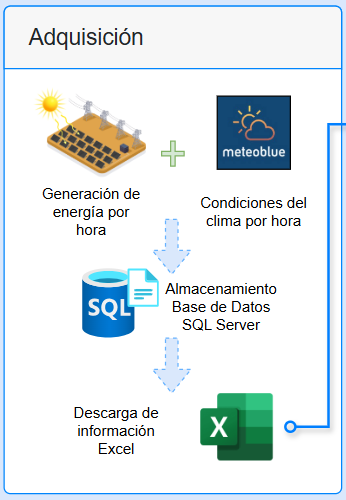 Adquisición
meteoblue
Generación de
energía por
hora
Condiciones del
clima por hora
SQL
Almacenamiento
Base de Datos
SQL Server
Descarga de
información
Excel
X